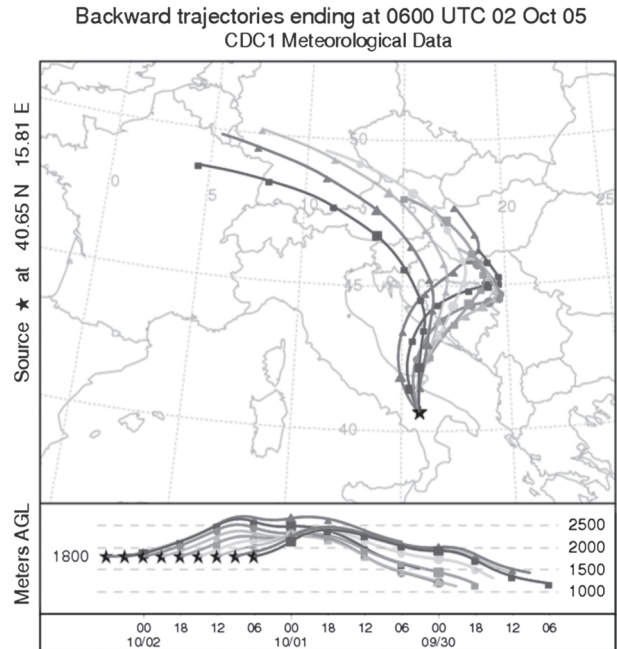 Backward trajectories ending at 0600 UTC 02 Oct 05
CDC1 Meteorological Data
Source ★ at 40.65 N 15.81 E
50
0
5
10
20
25
15
40
Meters AGL
1800
2500
2000
1500
1000
00 18 12 06 00 18 12 06 00 18 12 06
10/02 10/01 09/30